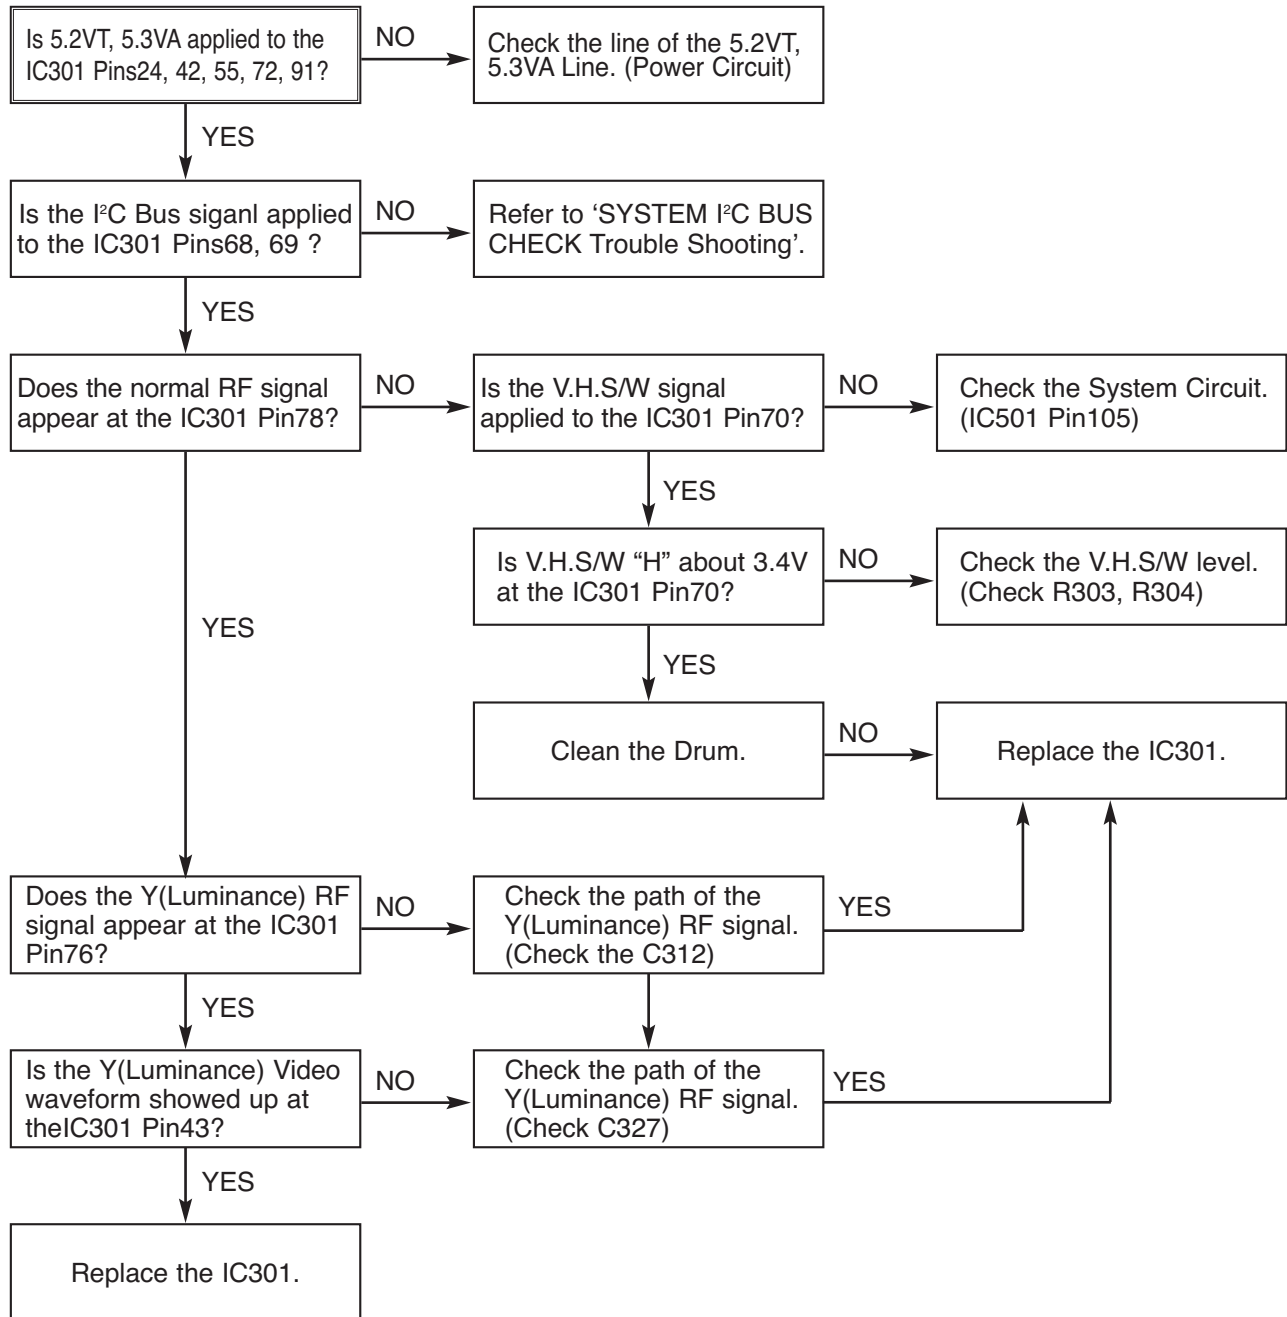 Is 5.2VT, 5.3VA applied to the
IC301 Pins24, 42, 55, 72, 91?
NO
Check the line of the 5.2VT,
5.3VA Line. (Power Circuit)
YES
Is the I²C Bus siganl applied
to the IC301 Pins68, 69 ?
NO
Refer to ‘SYSTEM I²C BUS
CHECK Trouble Shooting’.
YES
Does the normal RF signal
appear at the IC301 Pin78?
NO
Is the V.H.S/W signal
applied to the IC301 Pin70?
NO
Check the System Circuit.
(IC501 Pin105)
YES
Is V.H.S/W “H” about 3.4V
at the IC301 Pin70?
NO
Check the V.H.S/W level.
(Check R303, R304)
YES
YES
Clean the Drum.
NO
Replace the IC301.
Does the Y(Luminance) RF
signal appear at the IC301
Pin76?
NO
Check the path of the
Y(Luminance) RF signal.
(Check the C312)
YES
YES
Is the Y(Luminance) Video
waveform showed up at
theIC301 Pin43?
NO
Check the path of the
Y(Luminance) RF signal.
(Check C327)
YES
YES
Replace the IC301.